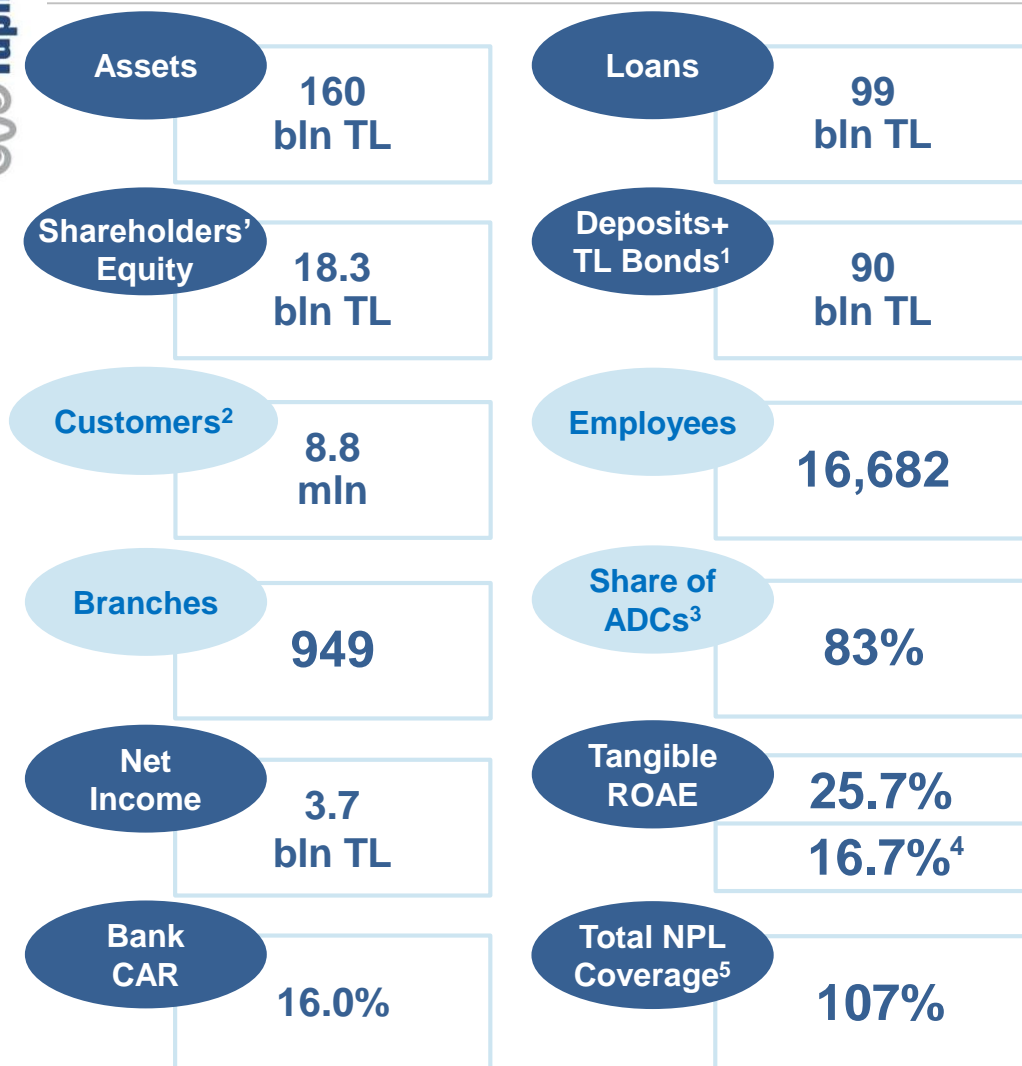 Assets
160
bln TL
Loans
99
bln TL
Shareholders’
Equity
18.3
bln TL
Deposits+
TL Bonds¹
90
bln TL
Customers²
8.8
mln
Employees
16,682
Branches
949
Share of
ADCs³
83%
Net
Income
3.7
bln TL
Tangible
ROAE
25.7%
16.7%⁴
Bank
CAR
16.0%
Total NPL
Coverage⁵
107%